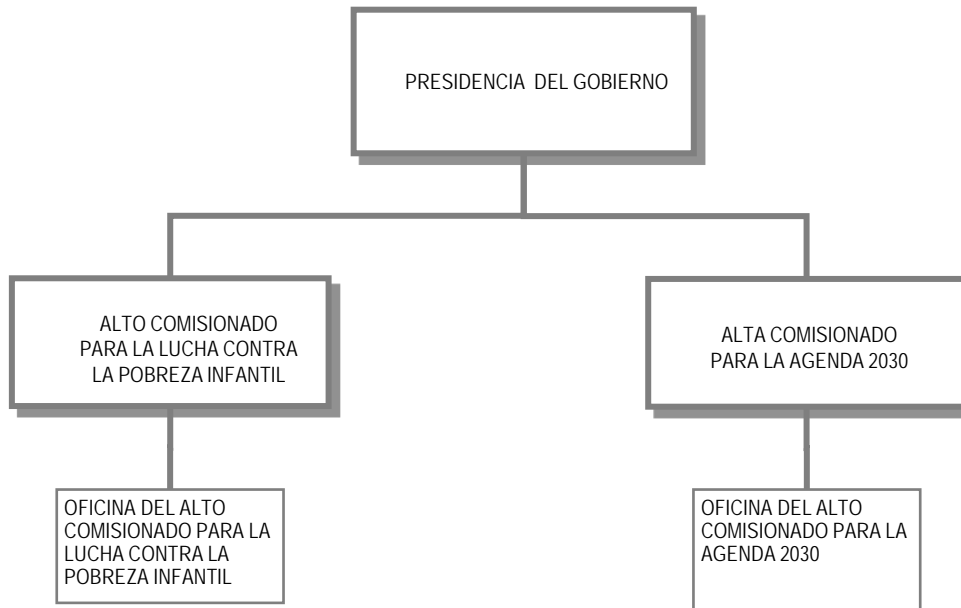 PRESIDENCIA DEL GOBIERNO
ALTO COMISIONADO
PARA LA LUCHA CONTRA
LA POBREZA INFANTIL
ALTA COMISIONADO
PARA LA AGENDA 2030
OFICINA DEL ALTO
COMISIONADO PARA LA
LUCHA CONTRA LA
POBREZA INFANTIL
OFICINA DEL ALTO
COMISIONADO PARA LA
AGENDA 2030